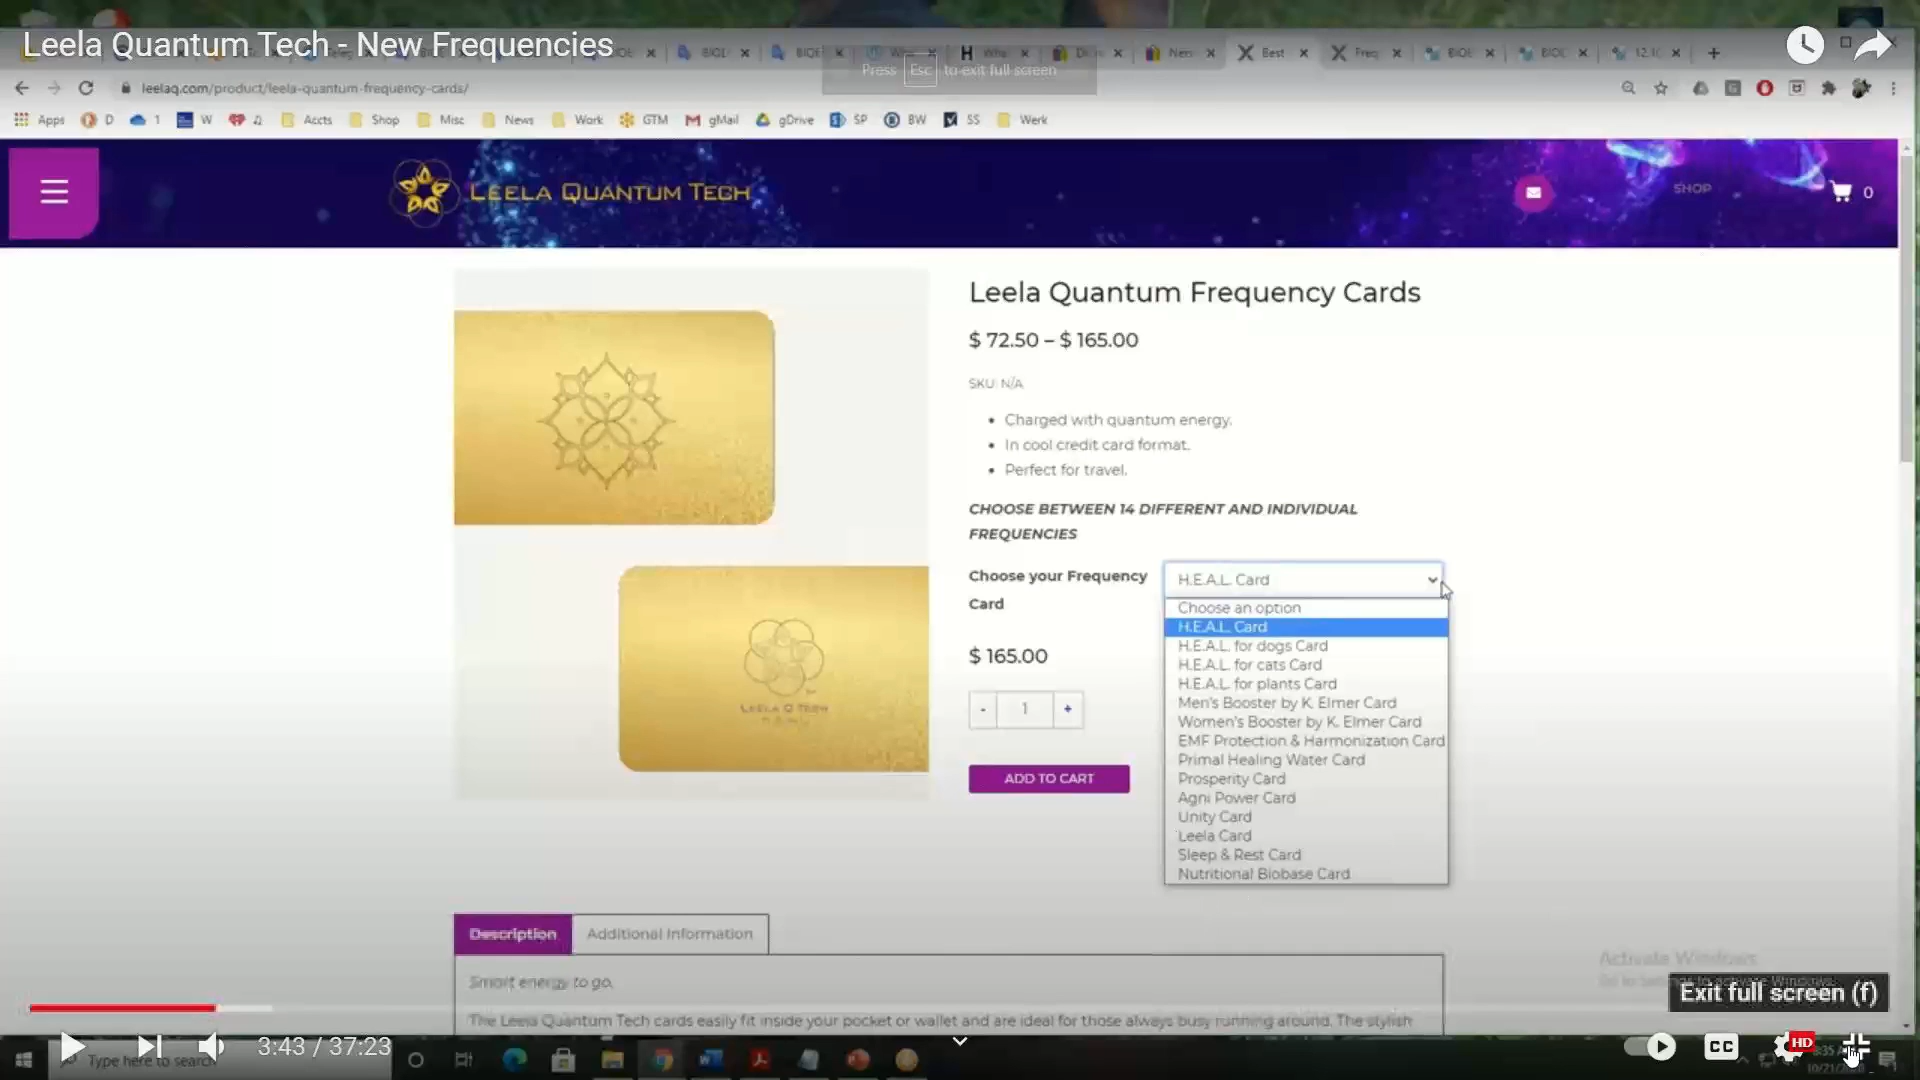 Leela Quantum Tech - New Frequencies
Press Esc to exit full screen
leelaq.com/product/leela-quantum-frequency-cards/
Apps D 1 W Accts Shop Misc News Work GTM gMail gDrive SP BW SS Werk
LEELA QUANTUM TECH
SHOP
0
Leela Quantum Frequency Cards
$ 72.50 – $ 165.00
SKU: N/A
• Charged with quantum energy.
• In cool credit card format.
• Perfect for travel.
CHOOSE BETWEEN 14 DIFFERENT AND INDIVIDUAL
FREQUENCIES
Choose your Frequency
Card
H.E.A.L. Card
Choose an option
H.E.A.L. Card
H.E.A.L. for dogs Card
H.E.A.L. for cats Card
H.E.A.L. for plants Card
Men's Booster by K. Elmer Card
Women's Booster by K. Elmer Card
EMF Protection & Harmonization Card
Primal Healing Water Card
Prosperity Card
Agni Power Card
Unity Card
Leela Card
Sleep & Rest Card
Nutritional Biobase Card
$ 165.00
- 1 +
ADD TO CART
LEELA Q TECH
Description
Additional Information
Smart energy to go.
The Leela Quantum Tech cards easily fit inside your pocket or wallet and are ideal for those always busy running around. The stylish
Activate Windows
Exit full screen (f)
3:43 / 37:23
Type here to search
CC
HD